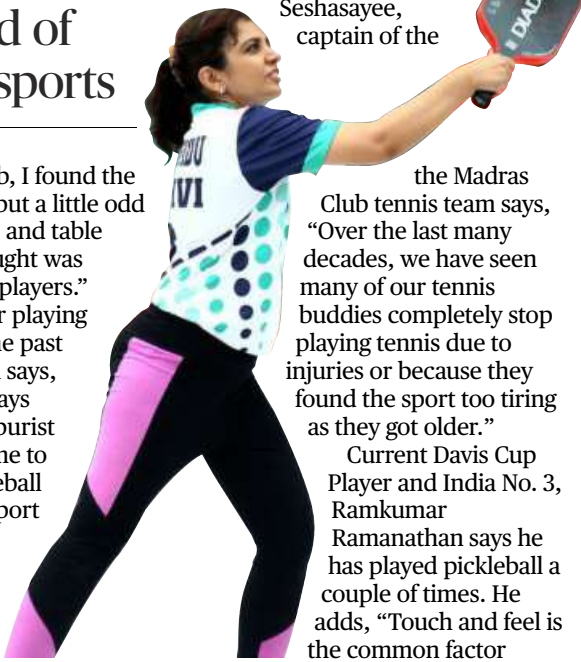 d of
sports
b, I found the
but a little odd
and table
ught was
players.”
r playing
e past
says,
ays
ourist
ne to
eball
port
Seshasayee,
captain of the
DIAD
VI
the Madras
Club tennis team says,
“Over the last many
decades, we have seen
many of our tennis
buddies completely stop
playing tennis due to
injuries or because they
found the sport too tiring
as they got older.”
Current Davis Cup
Player and India No. 3,
Ramkumar
Ramanathan says he
has played pickleball a
couple of times. He
adds, “Touch and feel is
the common factor